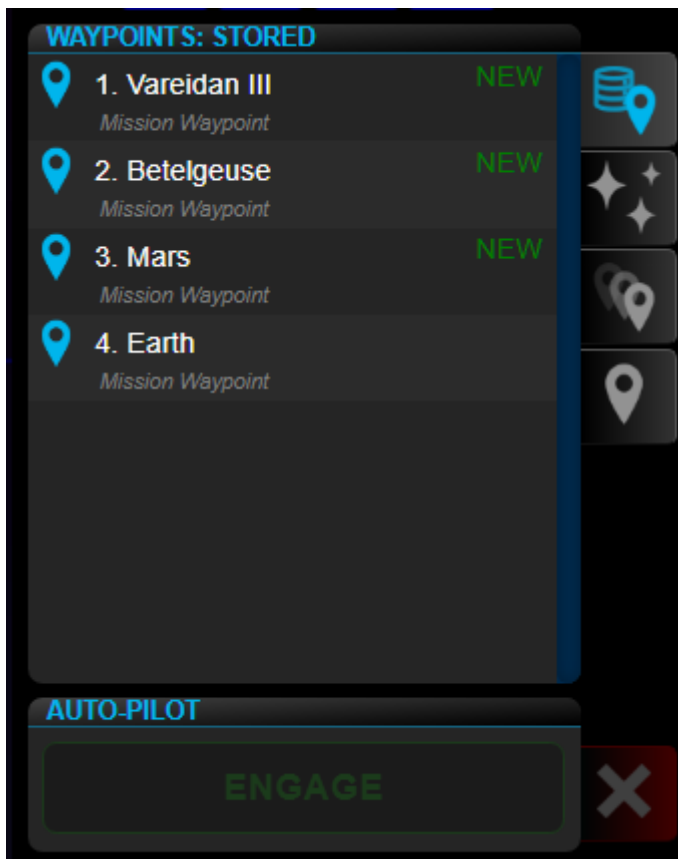 WAYPOINTS: STORED
1. Vareidan III NEW
Mission Waypoint
2. Betelgeuse NEW
Mission Waypoint
3. Mars NEW
Mission Waypoint
4. Earth
Mission Waypoint
AUTO-PILOT
ENGAGE